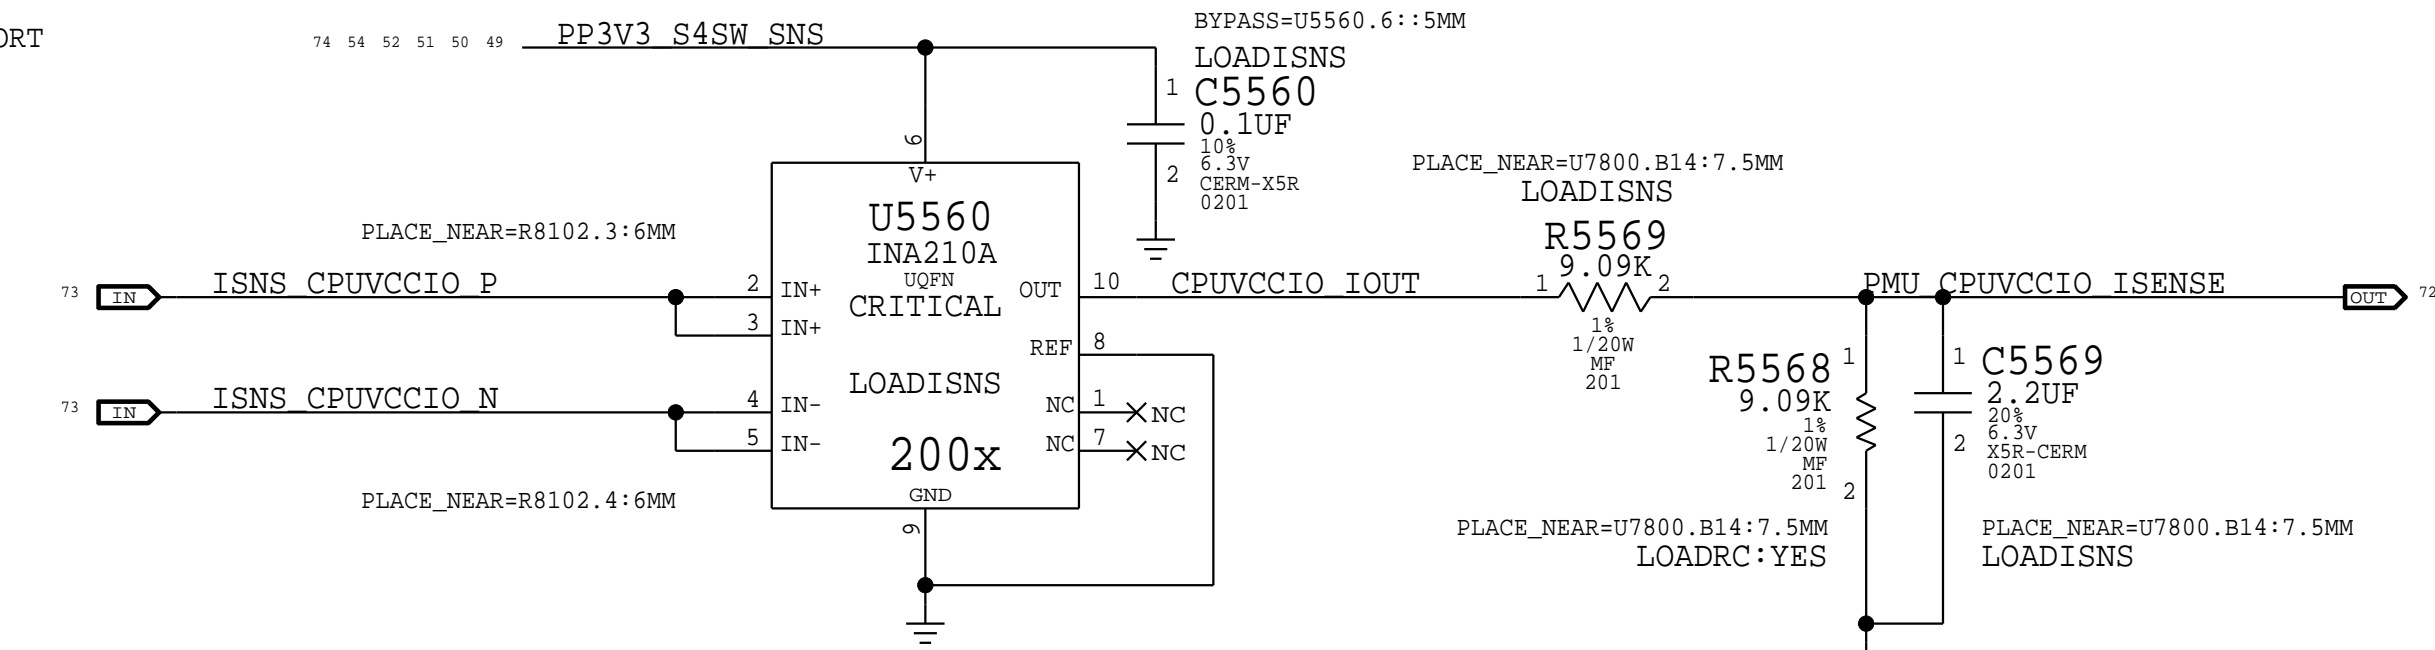 ORT
74 54 52 51 50 49
PP3V3_S4SW_SNS
BYPASS=U5560.6::5MM
LOADISNS
1
C5560
0.1UF
10%
6.3V
CERM-X5R
0201
2
6
V+
U5560
INA210A
UQFN
CRITICAL
LOADISNS
200x
GND
9
PLACE_NEAR=R8102.3:6MM
73
IN
ISNS_CPUVCCIO_P
2
IN+
3
IN+
73
IN
ISNS_CPUVCCIO_N
4
IN-
5
IN-
PLACE_NEAR=R8102.4:6MM
OUT
10
CPUVCCIO_IOUT
REF
8
NC
1
NC
NC
7
NC
PLACE_NEAR=U7800.B14:7.5MM
LOADISNS
R5569
9.09K
1
2
1%
1/20W
MF
201
PMU_CPUVCCIO_ISENSE
OUT
72
R5568
9.09K
1%
1/20W
MF
201
1
2
PLACE_NEAR=U7800.B14:7.5MM
LOADRC:YES
1
C5569
2.2UF
20%
6.3V
X5R-CERM
0201
2
PLACE_NEAR=U7800.B14:7.5MM
LOADISNS